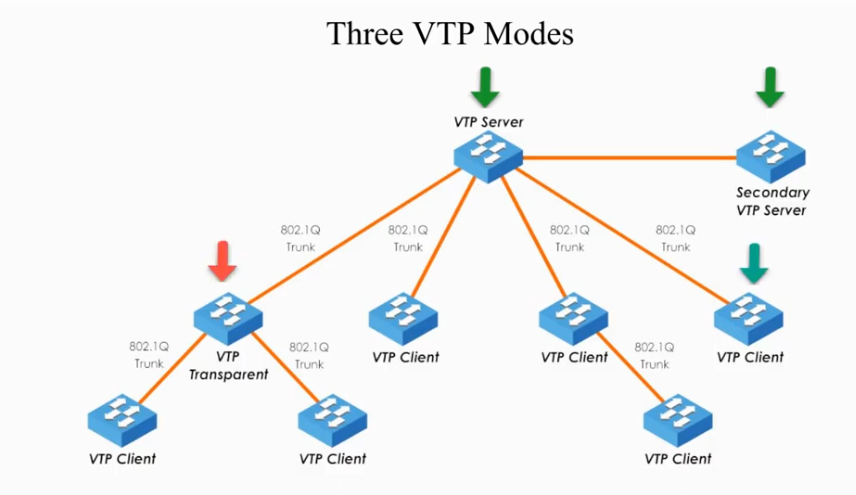 Three VTP Modes
VTP Server
Secondary
VTP Server
802.1Q
Trunk
802.1Q
Trunk
802.1Q
Trunk
802.1Q
Trunk
VTP
Transparent
VTP Client
VTP Client
VTP Client
802.1Q
Trunk
802.1Q
Trunk
802.1Q
Trunk
VTP Client
VTP Client
VTP Client